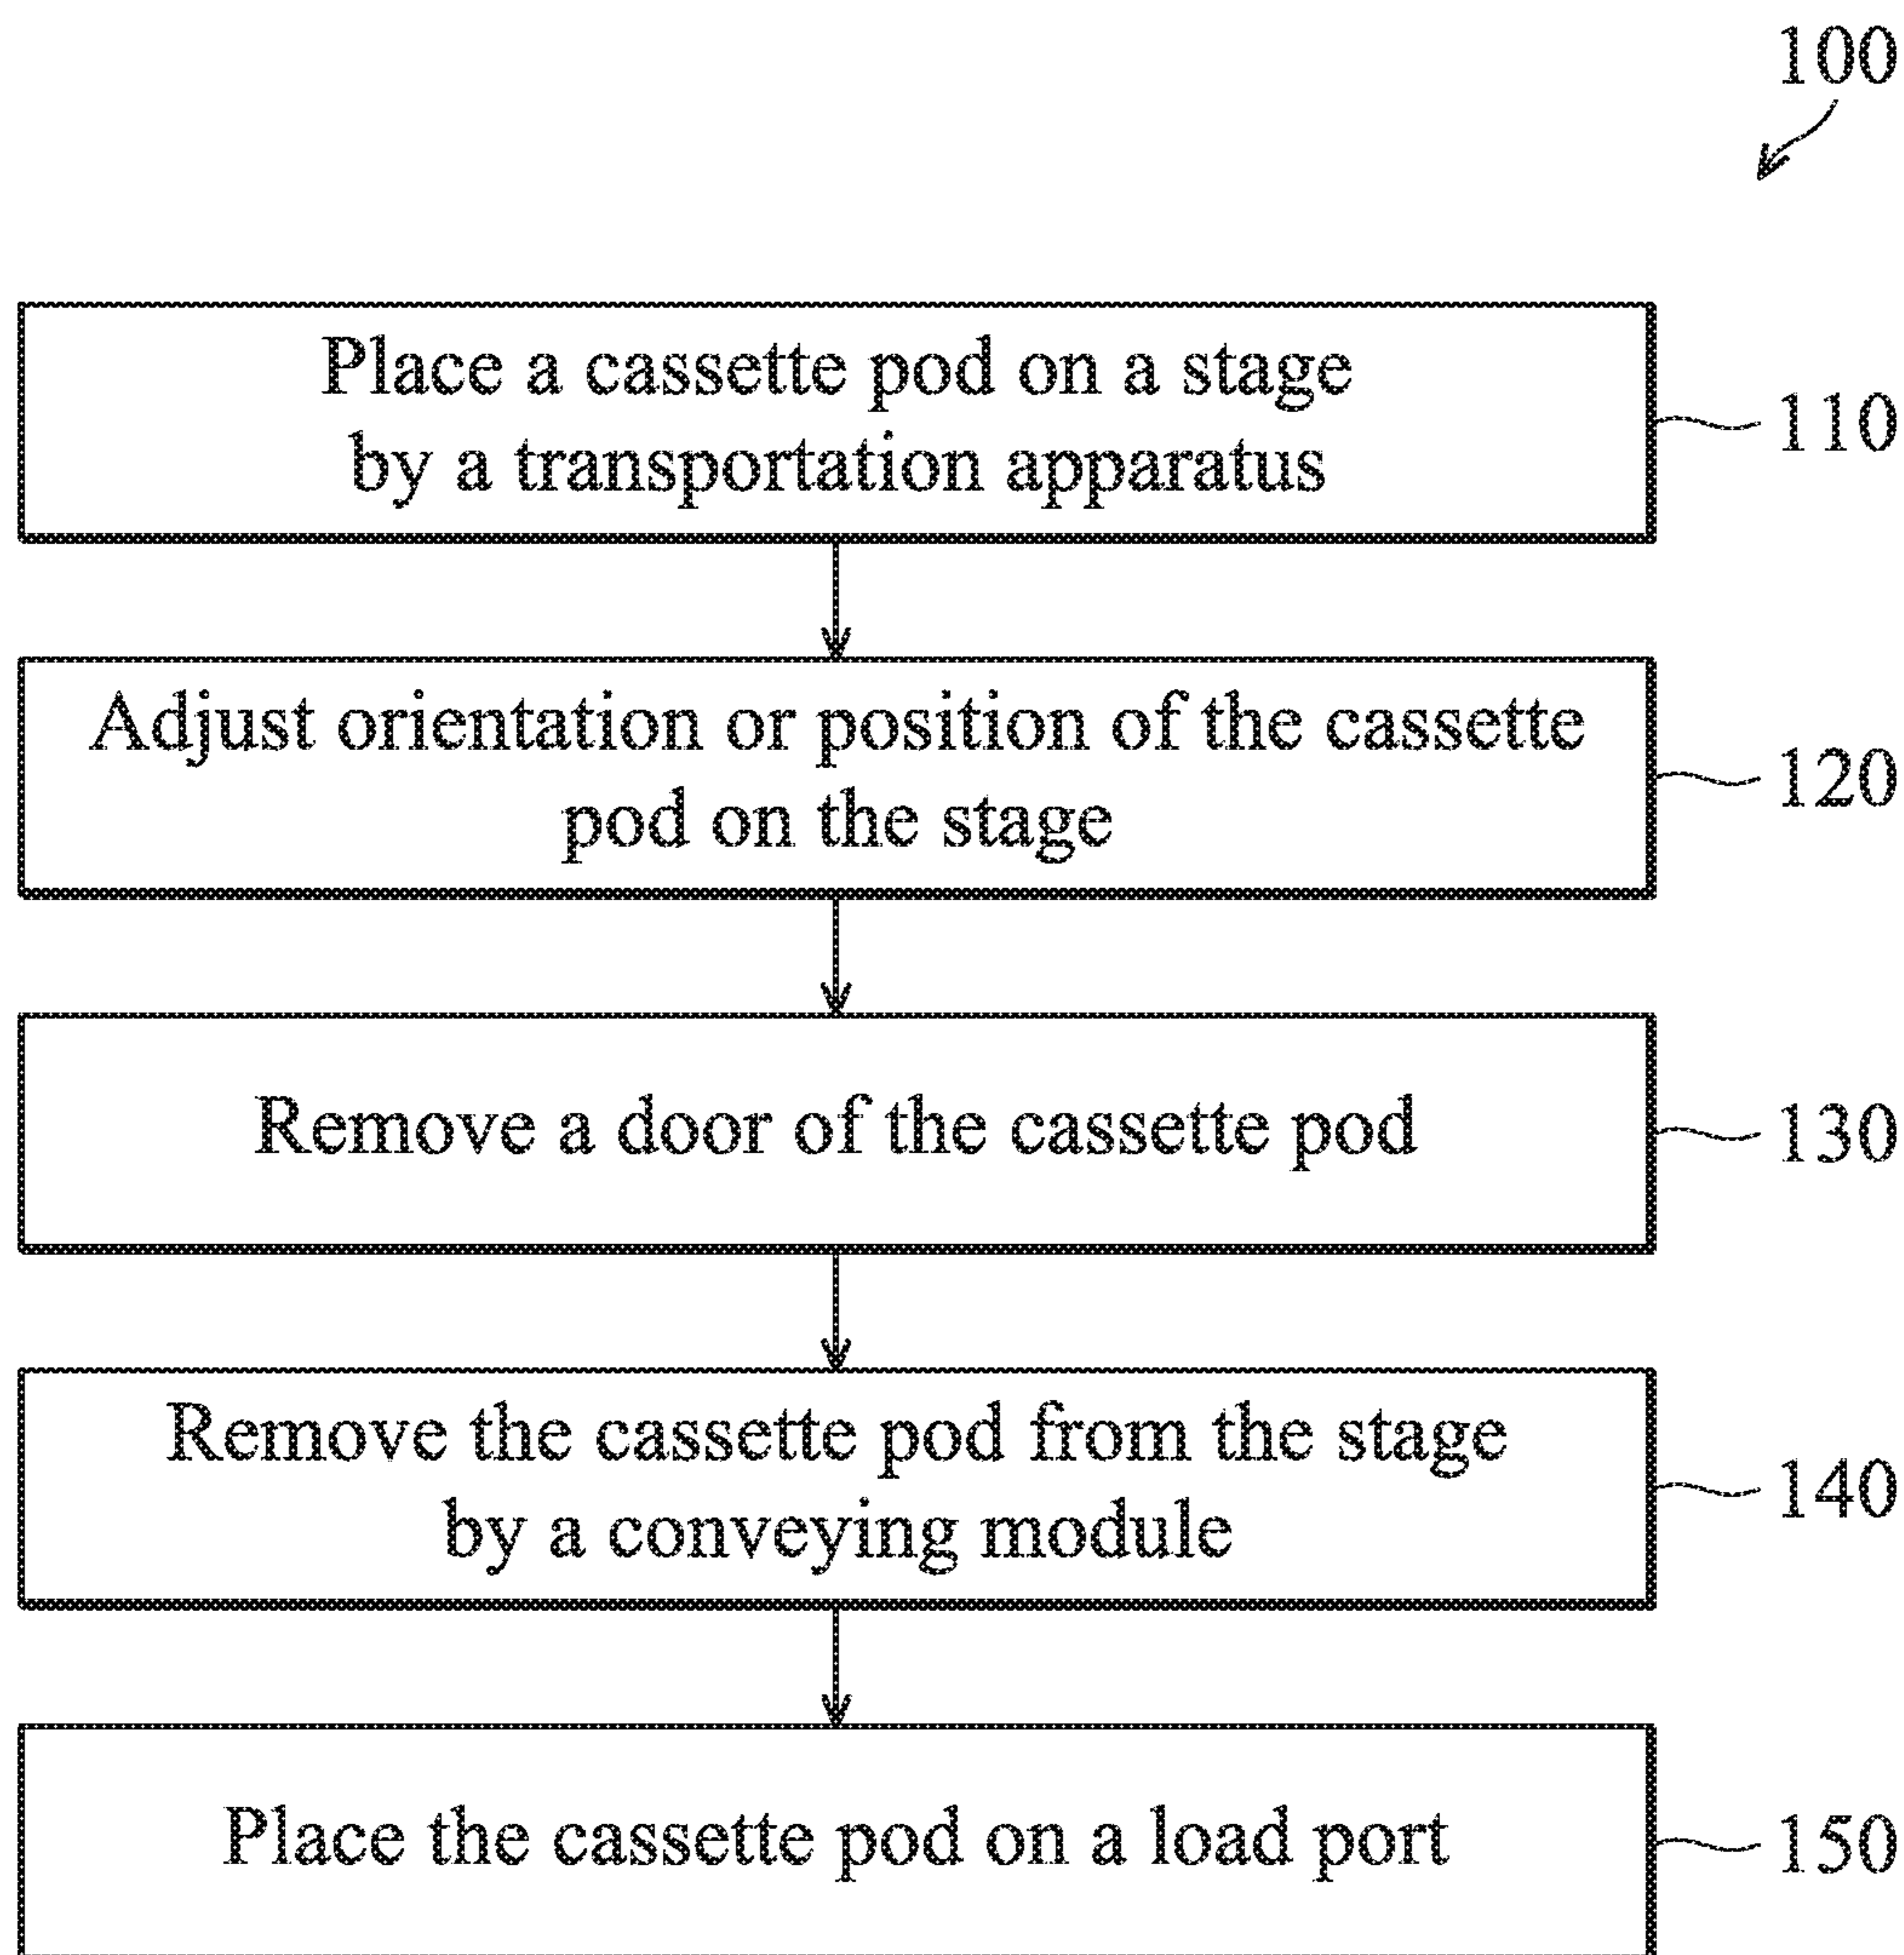 100
Place a cassette pod on a stage
by a transportation apparatus
110
Adjust orientation or position of the cassette
pod on the stage
120
Remove a door of the cassette pod
130
Remove the cassette pod from the stage
by a conveying module
140
Place the cassette pod on a load port
150